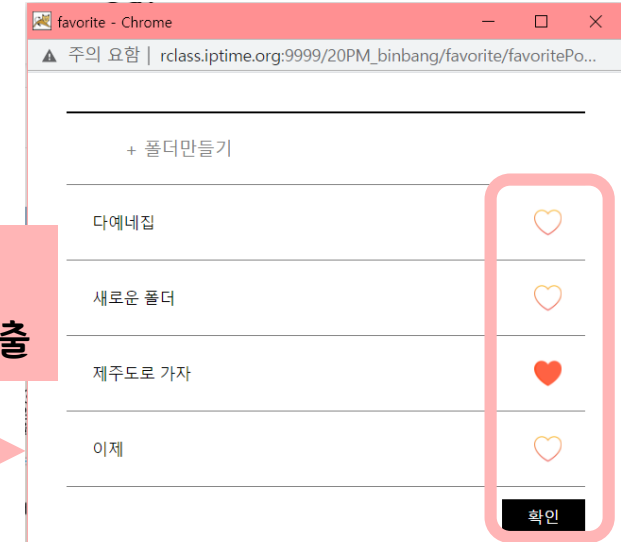 favorite - Chrome
주의 요함 | rclass.iptime.org:9999/20PM_binbang/favorite/favoritePo...
+ 폴더만들기
다예네집
새로운 폴더
출
제주도로 가자
이제
확인